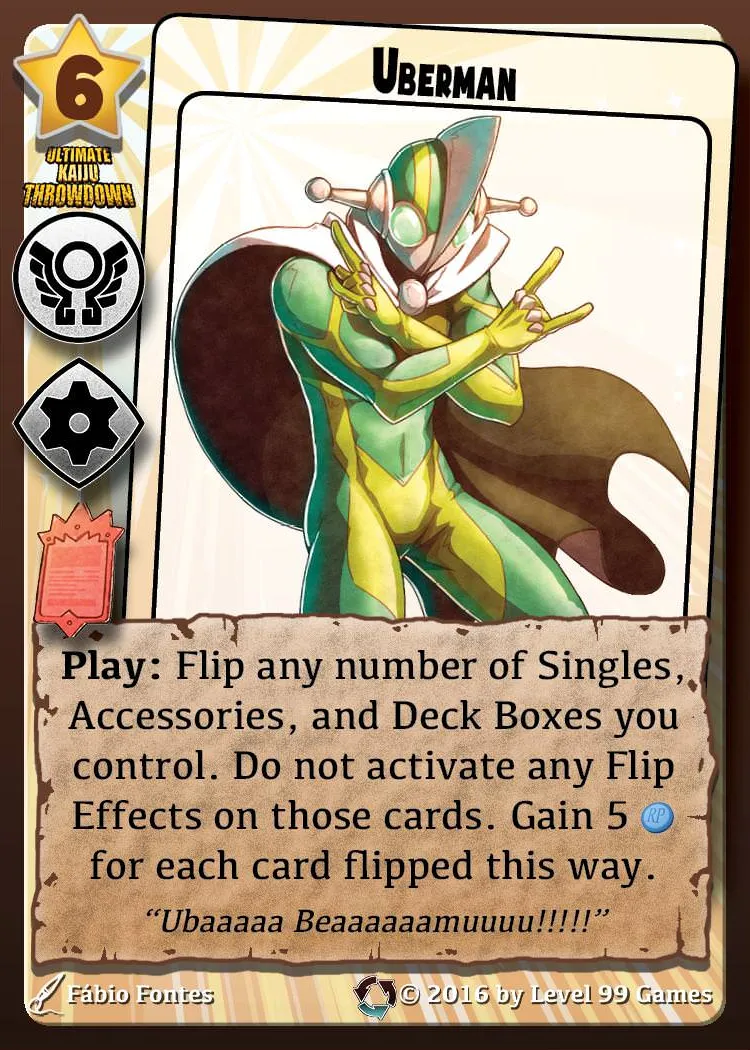 6
UBERMAN
ULTIMATE
KAIJU
THROWDOWN
Play: Flip any number of Singles,
Accessories, and Deck Boxes you
control. Do not activate any Flip
Effects on those cards. Gain 5 RP
for each card flipped this way.
“Ubaaaaa Beaaaaaamuuuu!!!!!”
Fábio Fontes
© 2016 by Level 99 Games